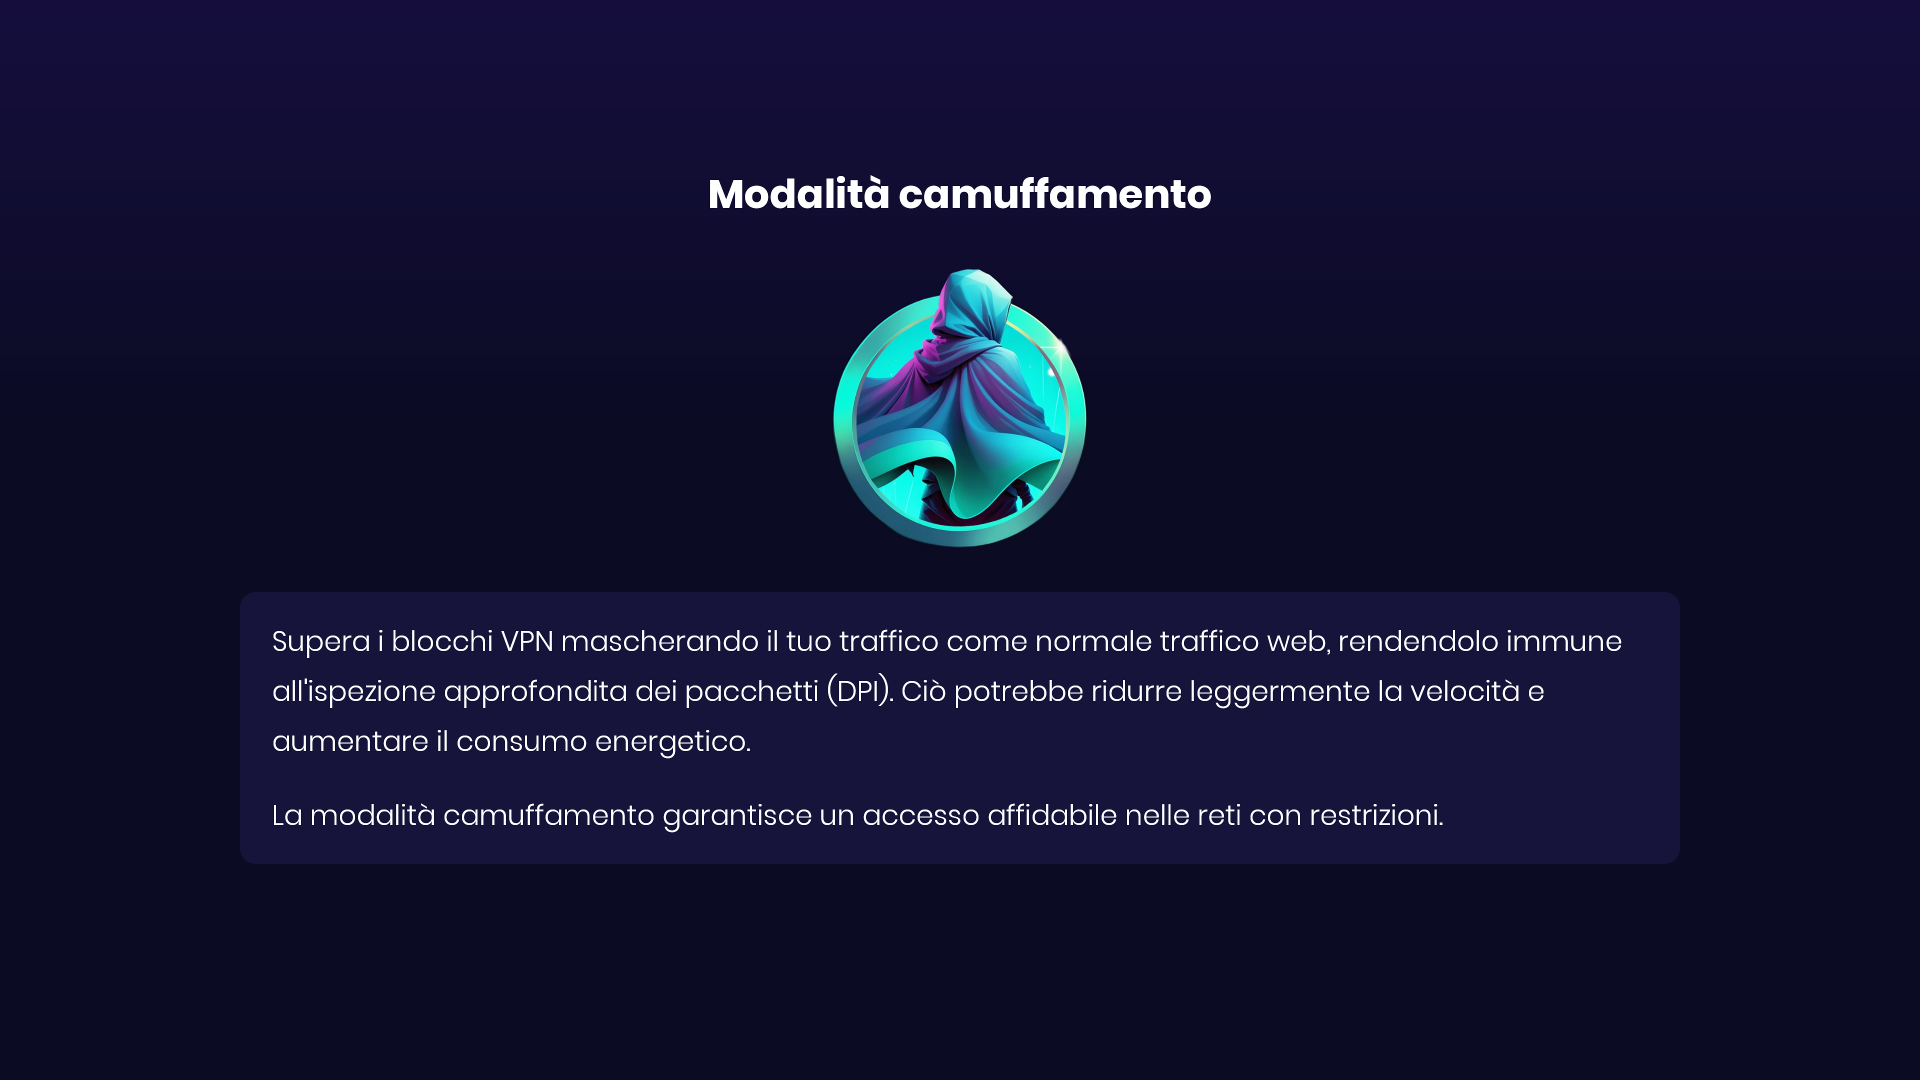 Modalità camuffamento
Supera i blocchi VPN mascherando il tuo traffico come normale traffico web, rendendolo immune
all'ispezione approfondita dei pacchetti (DPI). Ciò potrebbe ridurre leggermente la velocità e
aumentare il consumo energetico.
La modalità camuffamento garantisce un accesso affidabile nelle reti con restrizioni.